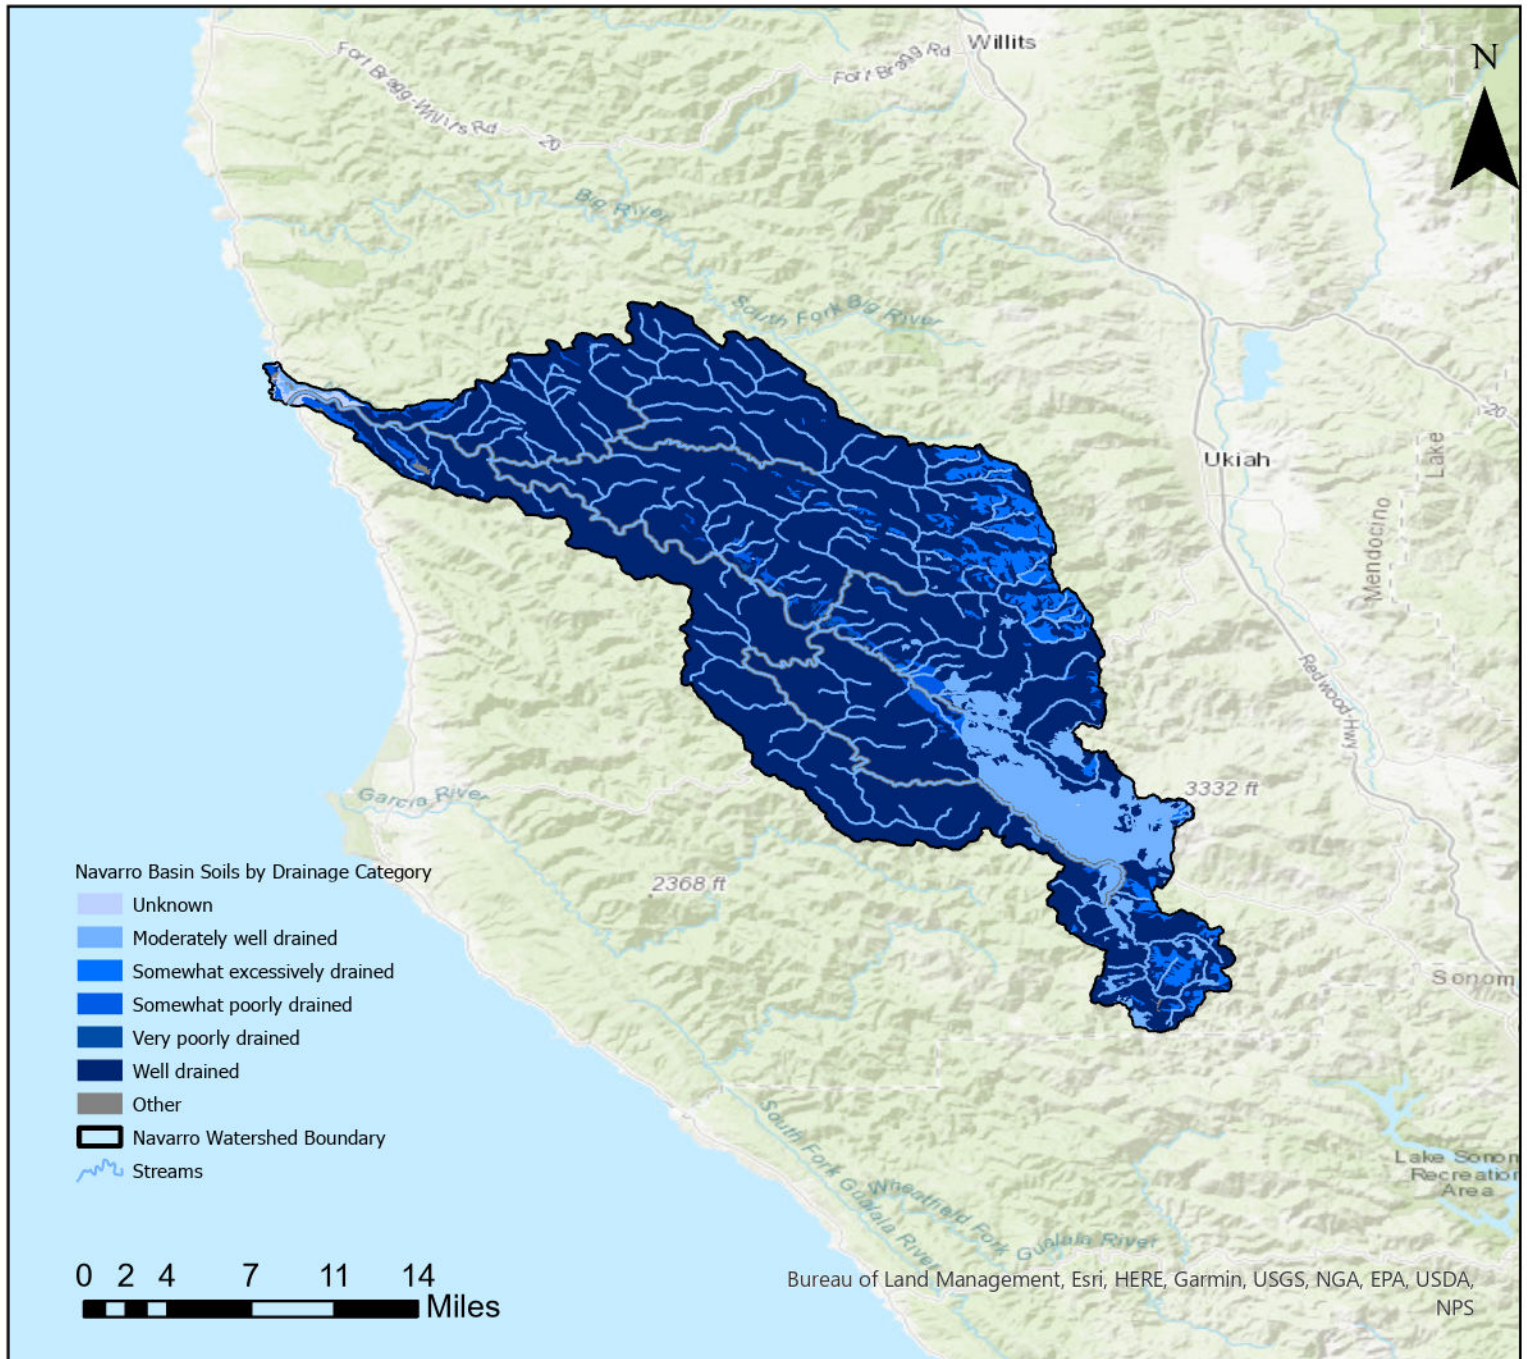 Willits
N
Fort Bragg Rd
Fort Bragg-Willits Rd
20
Big River
South Fork Big River
20
Lake
Ukiah
Mendocino
Redwood Hwy
3332 ft
Garcia River
2368 ft
Navarro Basin Soils by Drainage Category
Unknown
Moderately well drained
Somewhat excessively drained
Somewhat poorly drained
Very poorly drained
Well drained
Other
Navarro Watershed Boundary
Streams
Sonom
South Fork Gualala River
Wheatfield Fork Gualala River
Lake Sonom
Recreation
Area
0 2 4 7 11 14
Miles
Bureau of Land Management, Esri, HERE, Garmin, USGS, NGA, EPA, USDA,
NPS